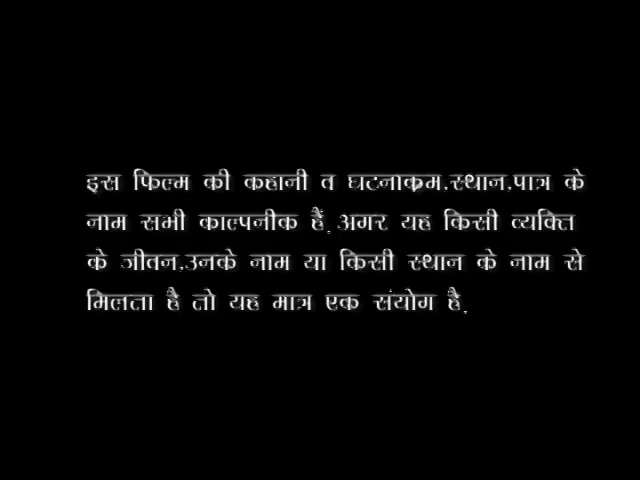 इस फिल्म की कहानी व घटनाक्रम,स्थान,पात्र के
नाम सभी काल्पनीक हैं. अगर यह किसी व्यक्ति
के जीवन,उनके नाम या किसी स्थान के नाम से
मिलता है तो यह मात्र एक संयोग है.